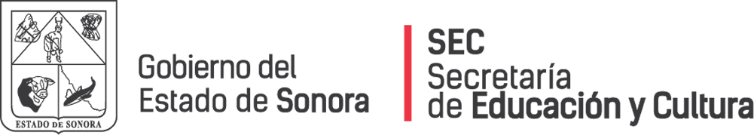 ESTADO DE SONORA
Gobierno del
Estado de Sonora
SEC
Secretaría
de Educación y Cultura